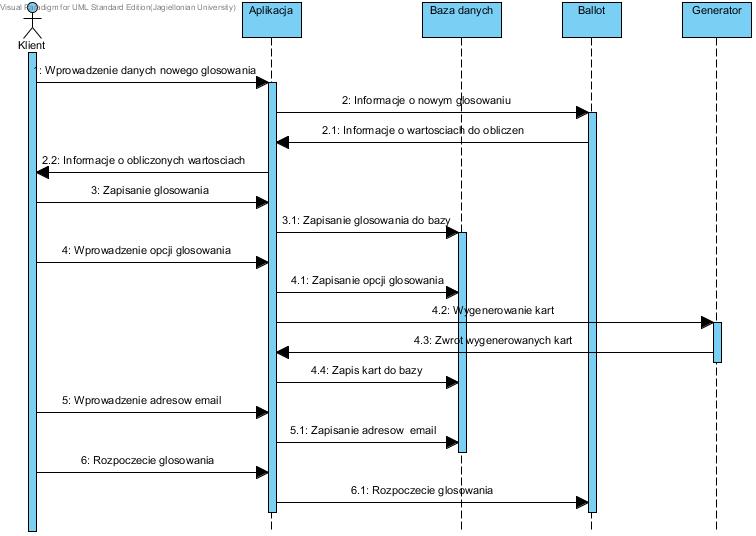 Visual Paradigm for UML Standard Edition(Jagiellonian University)
Klient
Aplikacja
Baza danych
Ballot
Generator
1: Wprowadzenie danych nowego glosowania
2: Informacje o nowym glosowaniu
2.1: Informacje o wartosciach do obliczen
2.2: Informacje o obliczonych wartosciach
3: Zapisanie glosowania
3.1: Zapisanie glosowania do bazy
4: Wprowadzenie opcji glosowania
4.1: Zapisanie opcji glosowania
4.2: Wygenerowanie kart
4.3: Zwrot wygenerowanych kart
4.4: Zapis kart do bazy
5: Wprowadzenie adresow email
5.1: Zapisanie adresow email
6: Rozpoczecie glosowania
6.1: Rozpoczecie glosowania